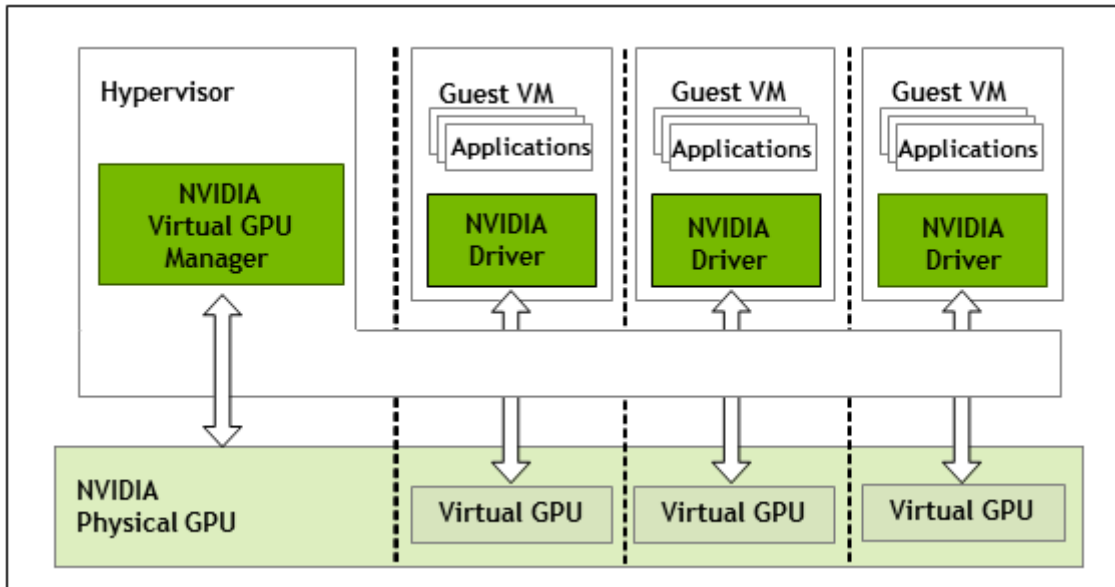 Hypervisor
NVIDIA
Virtual GPU
Manager
Guest VM
Applications
NVIDIA
Driver
Guest VM
Applications
NVIDIA
Driver
Guest VM
Applications
NVIDIA
Driver
NVIDIA
Physical GPU
Virtual GPU
Virtual GPU
Virtual GPU